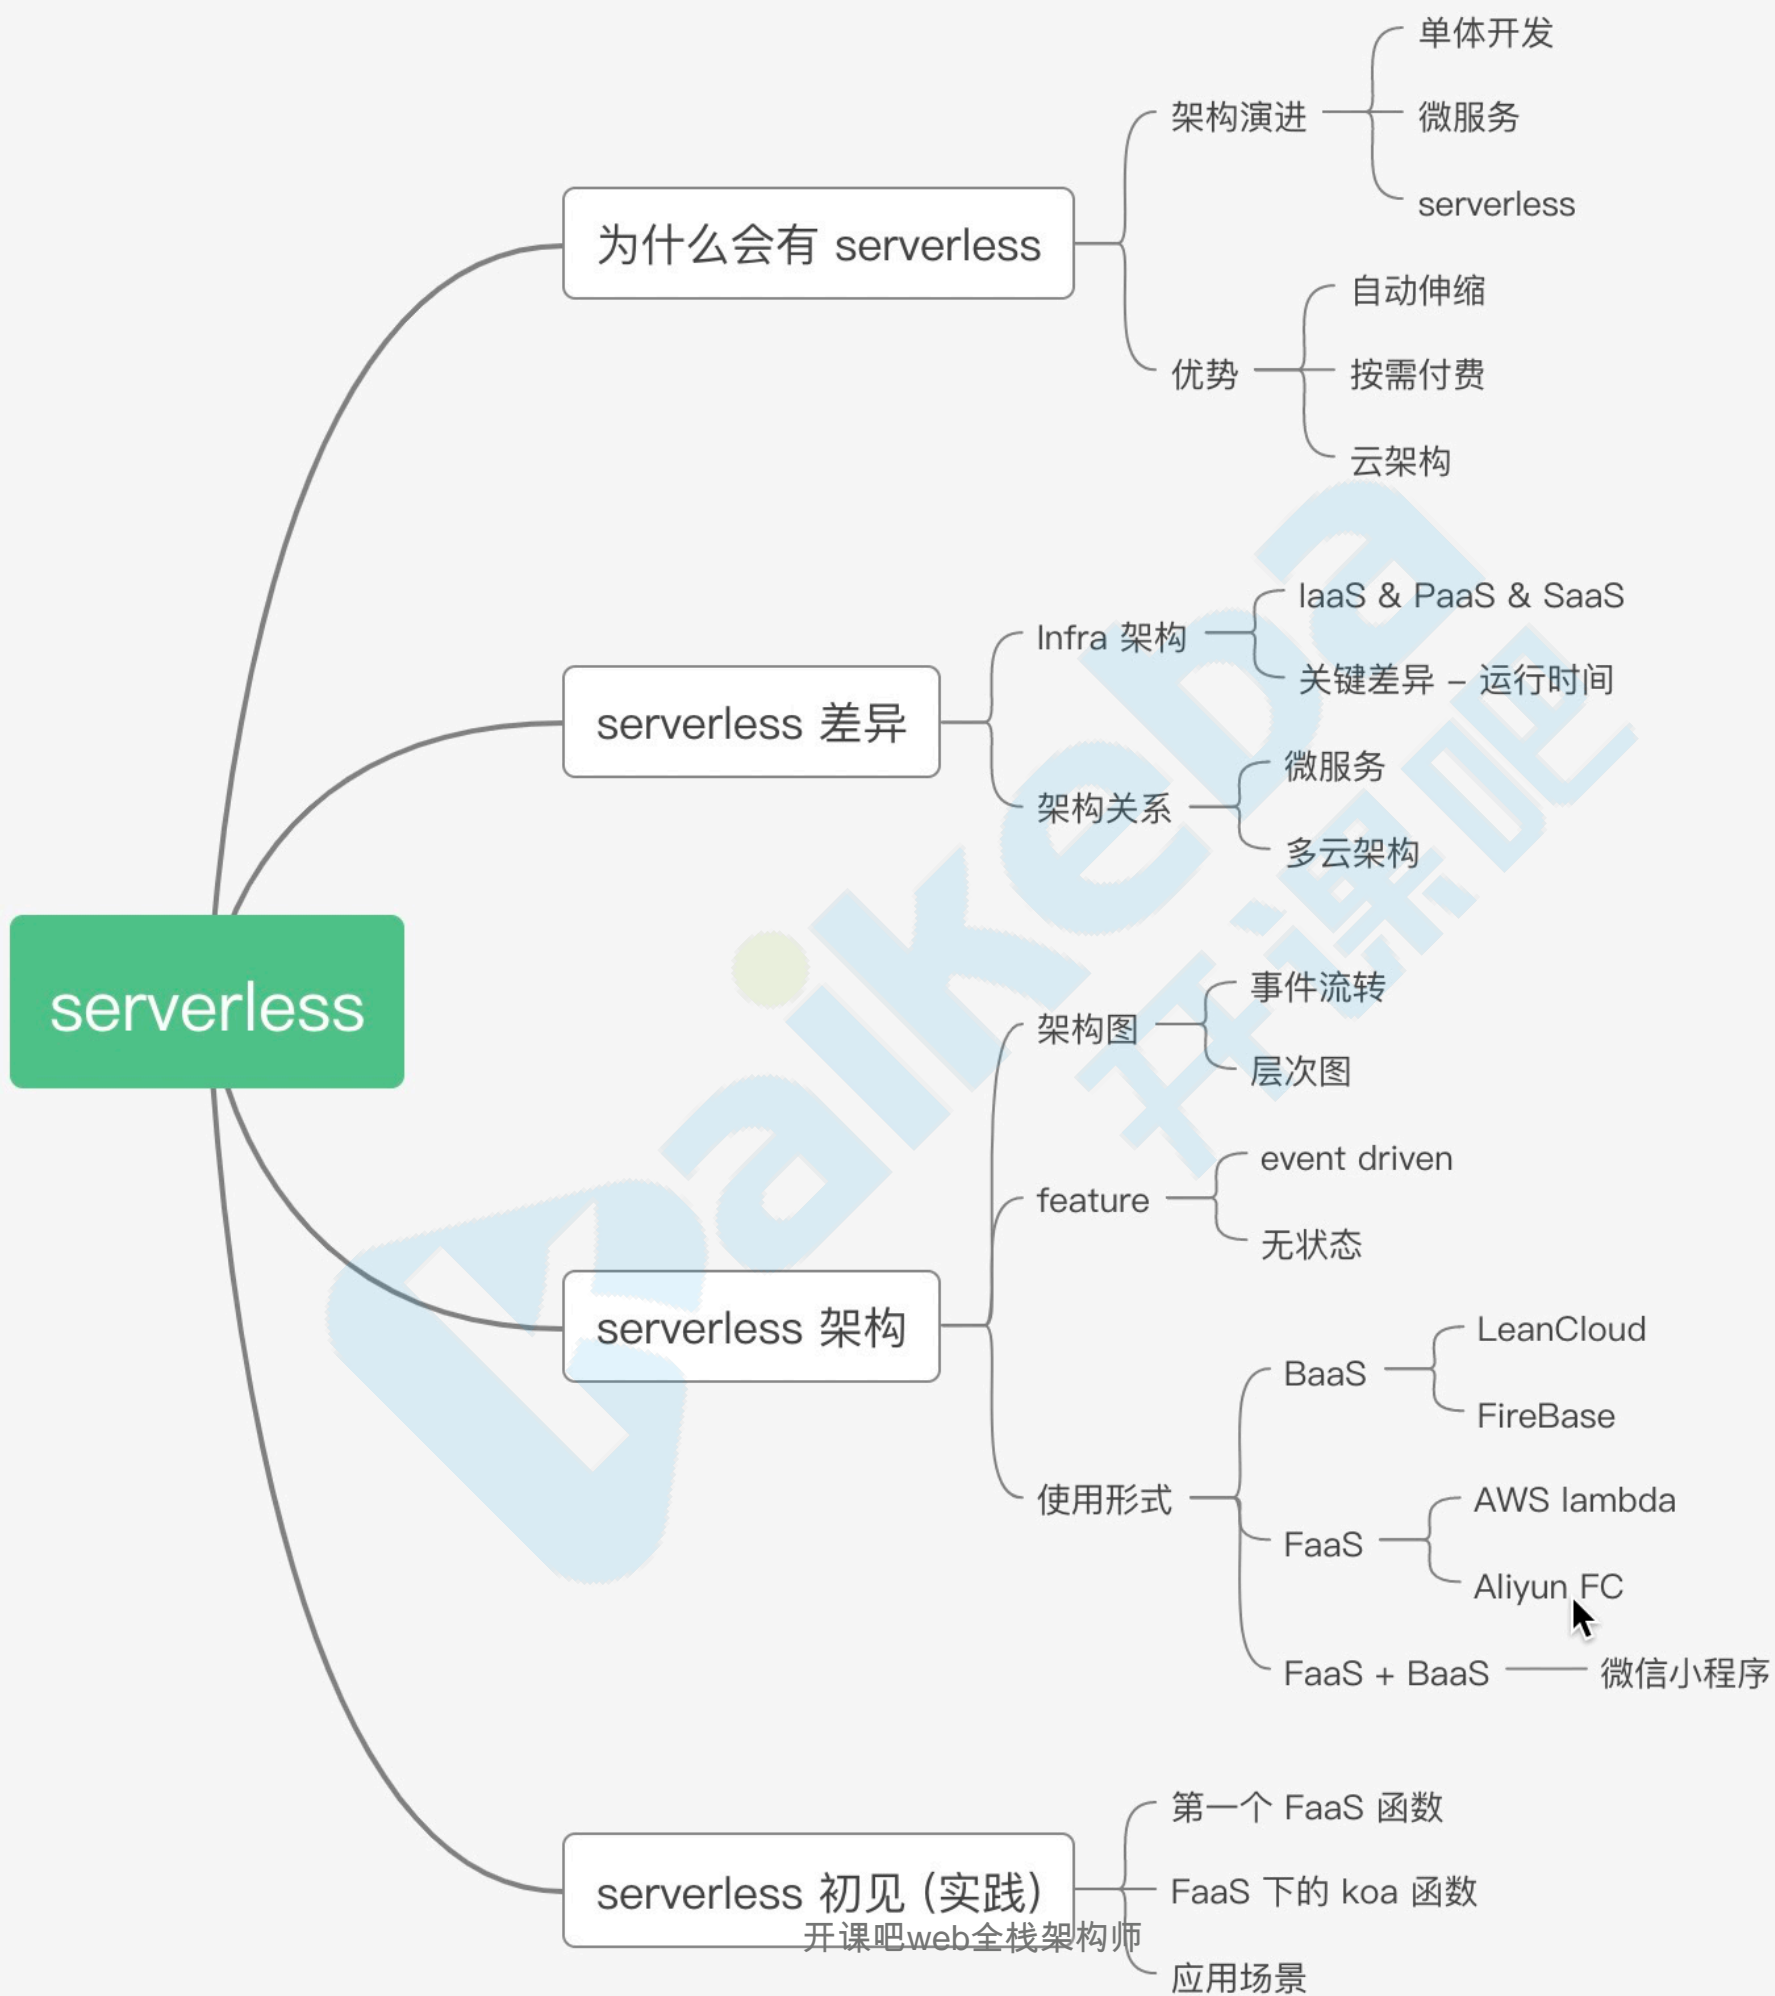 serverless
为什么会有 serverless
架构演进
单体开发
微服务
serverless
优势
自动伸缩
按需付费
云架构
serverless 差异
Infra 架构
IaaS & PaaS & SaaS
关键差异 – 运行时间
架构关系
微服务
多云架构
serverless 架构
架构图
事件流转
层次图
feature
event driven
无状态
使用形式
BaaS
LeanCloud
FireBase
FaaS
AWS lambda
Aliyun FC
FaaS + BaaS
微信小程序
serverless 初见 (实践)
第一个 FaaS 函数
FaaS 下的 koa 函数
应用场景
开课吧web全栈架构师
Kaikeba
开课吧